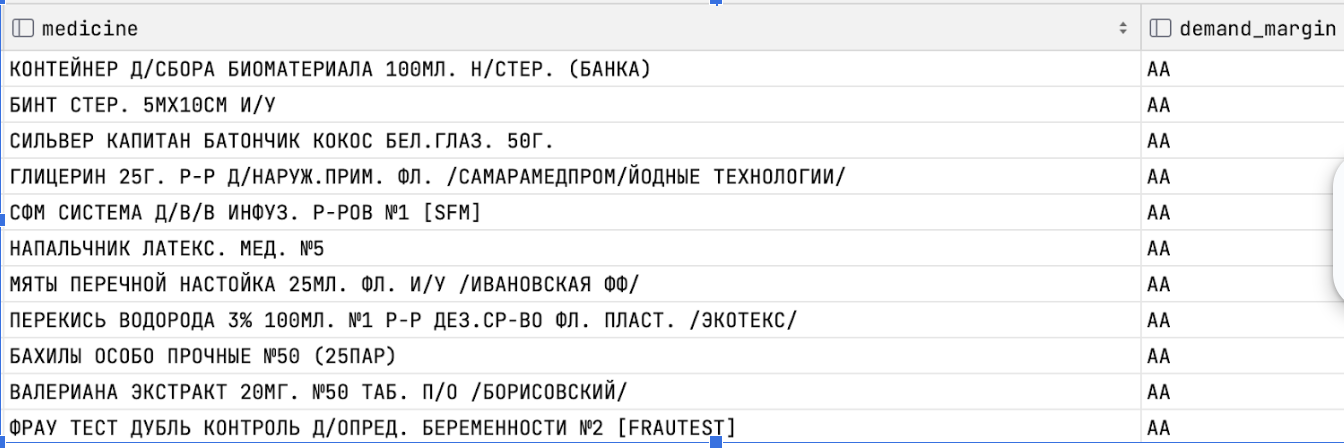 medicine demand_margin
КОНТЕЙНЕР Д/СБОРА БИОМАТЕРИАЛА 100МЛ. Н/СТЕР. (БАНКА) AA
БИНТ СТЕР. 5МХ10СМ И/У AA
СИЛЬВЕР КАПИТАН БАТОНЧИК КОКОС БЕЛ.ГЛАЗ. 50Г. AA
ГЛИЦЕРИН 25Г. Р-Р Д/НАРУЖ.ПРИМ. ФЛ. /САМАРАМЕДПРОМ/ЙОДНЫЕ ТЕХНОЛОГИИ/ AA
СФМ СИСТЕМА Д/В/В ИНФУЗ. Р-РОВ №1 [SFM] AA
НАПАЛЬЧНИК ЛАТЕКС. МЕД. №5 AA
МЯТЫ ПЕРЕЧНОЙ НАСТОЙКА 25МЛ. ФЛ. И/У /ИВАНОВСКАЯ ФФ/ AA
ПЕРЕКИСЬ ВОДОРОДА 3% 100МЛ. №1 Р-Р ДЕЗ.СР-ВО ФЛ. ПЛАСТ. /ЭКОТЕКС/ AA
БАХИЛЫ ОСОБО ПРОЧНЫЕ №50 (25ПАР) AA
ВАЛЕРИАНА ЭКСТРАКТ 20МГ. №50 ТАБ. П/О /БОРИСОВСКИЙ/ AA
ФРАУ ТЕСТ ДУБЛЬ КОНТРОЛЬ Д/ОПРЕД. БЕРЕМЕННОСТИ №2 [FRAUTEST] AA